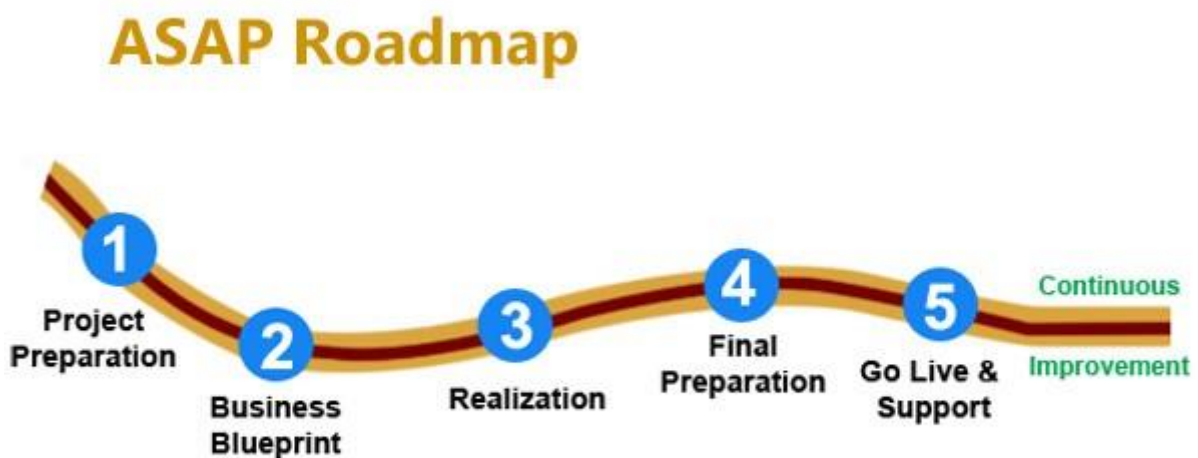 ASAP Roadmap
1
Project
Preparation
2
Business
Blueprint
3
Realization
4
Final
Preparation
5
Go Live &
Support
Continuous
Improvement